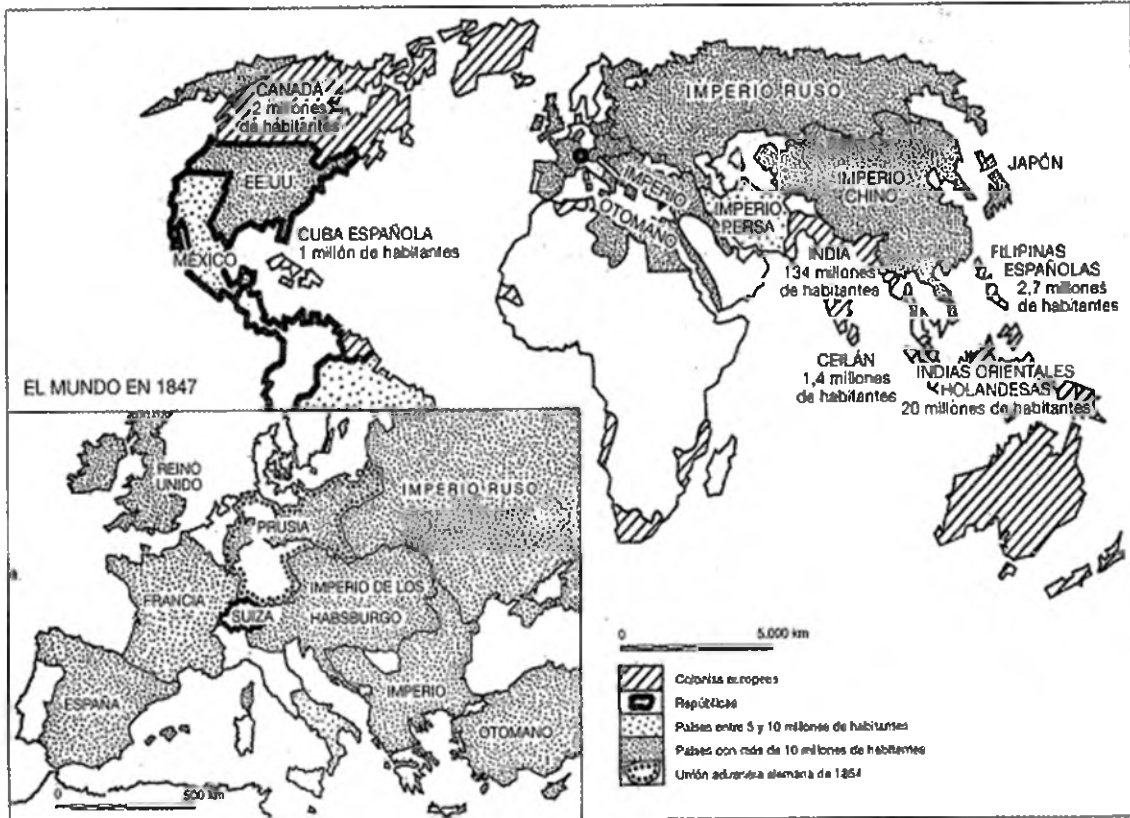 CANADÁ
2 millones
de habitantes
EE.UU.
MÉXICO
CUBA ESPAÑOLA
1 millón de habitantes
IMPERIO RUSO
IMPERIO
CHINO
JAPÓN
IMPERIO
OTOMANO
IMPERIO
PERSA
INDIA
134 millones
de habitantes
FILIPINAS
ESPAÑOLAS
2,7 millones
de habitantes
CEILÁN
1,4 millones
de habitantes
INDIAS ORIENTALES
HOLANDESAS
20 millones de habitantes
EL MUNDO EN 1847
REINO
UNIDO
IMPERIO RUSO
PRUSIA
FRANCIA
IMPERIO DE LOS
HABSBURGO
SUIZA
ESPAÑA
IMPERIO
OTOMANO
0 500 km
0 5.000 km
Colonias europeas
Repúblicas
Países entre 5 y 10 millones de habitantes
Países con más de 10 millones de habitantes
Unión aduanera alemana de 1854